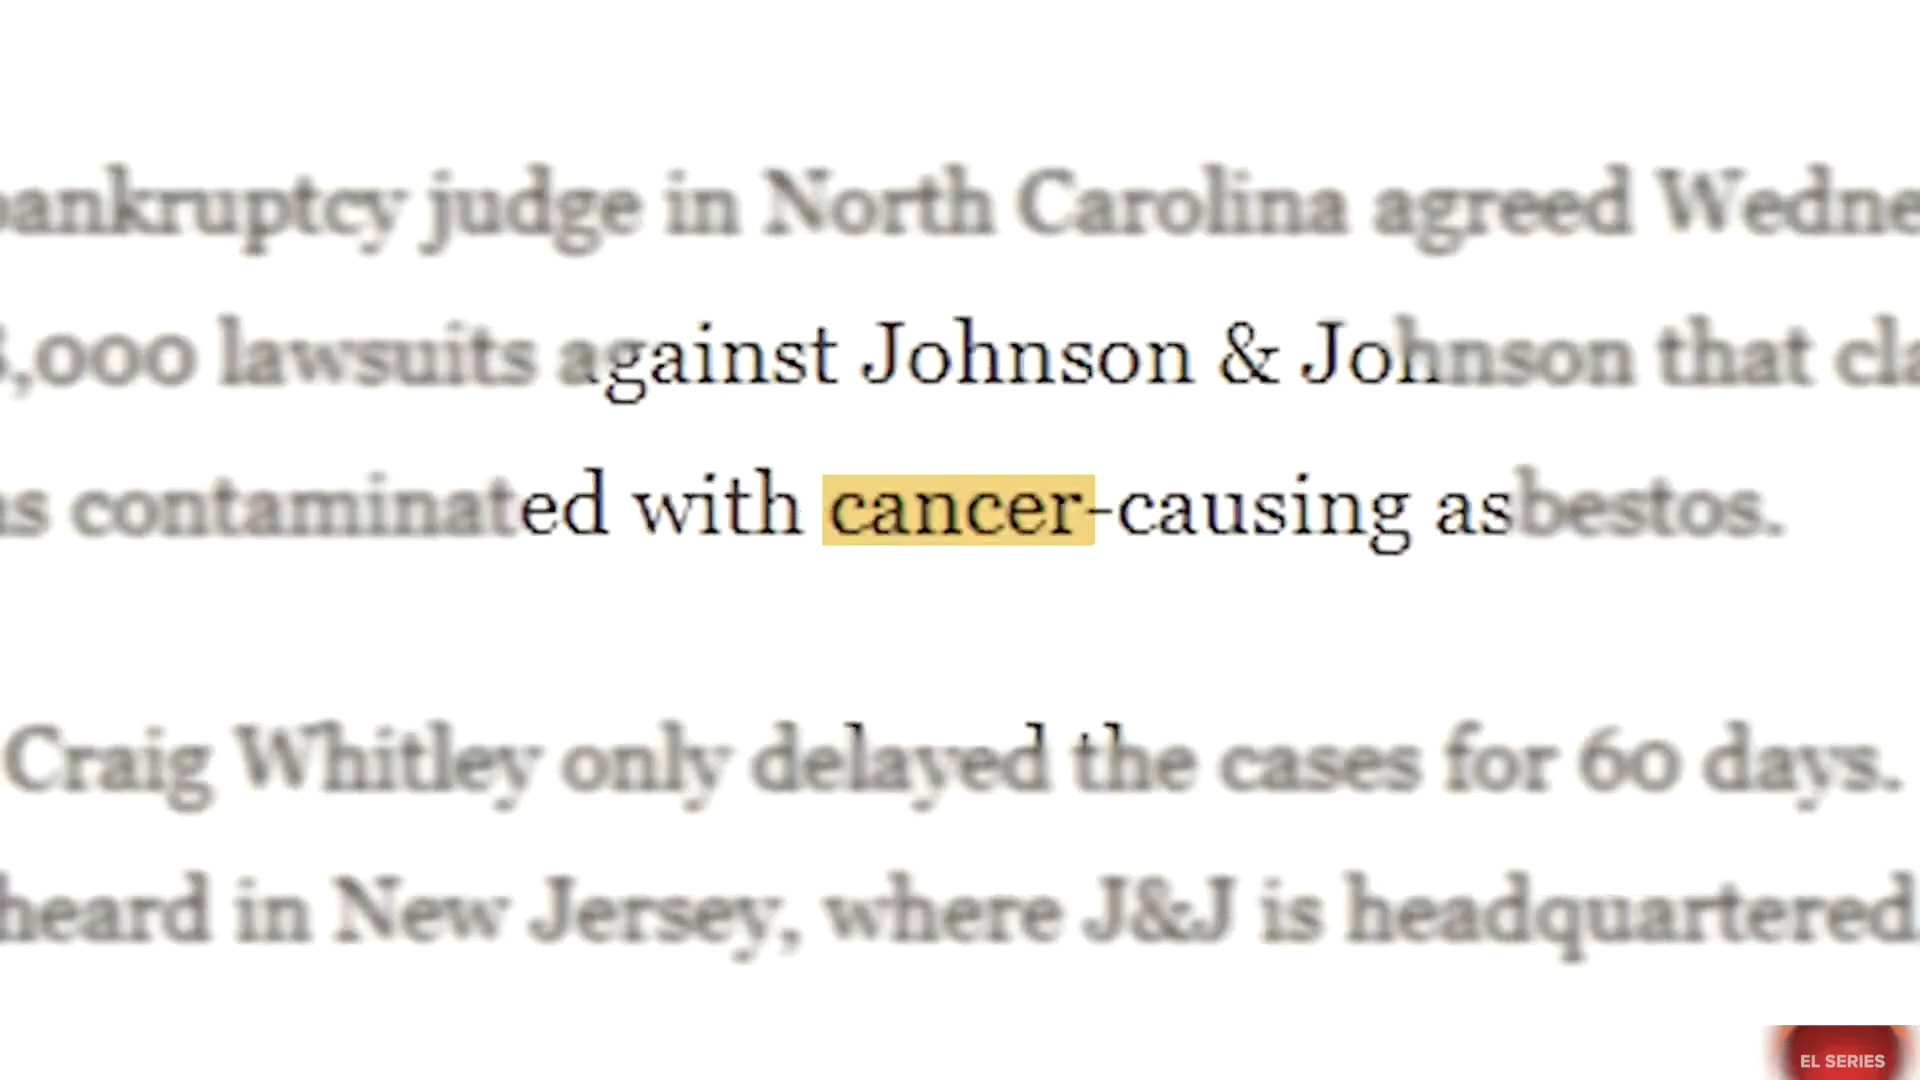 bankruptcy judge in North Carolina agreed Wedne
,000 lawsuits against Johnson & Johnson that cla
as contaminated with cancer-causing asbestos.
Craig Whitley only delayed the cases for 60 days.
heard in New Jersey, where J&J is headquartered,
EL SERIES